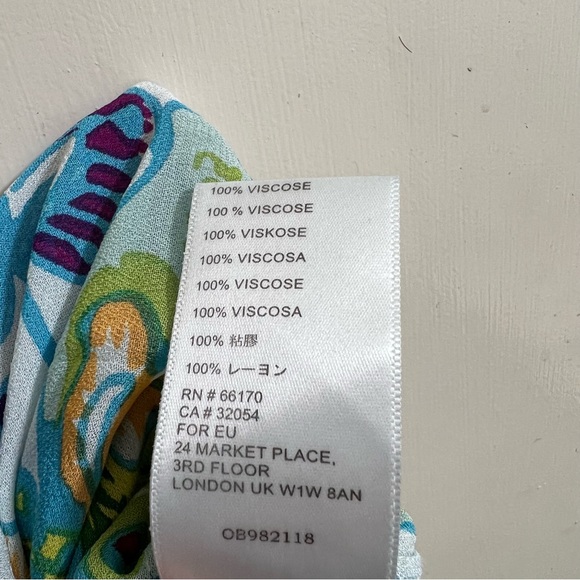 100% VISCOSE
100 % VISCOSE
100% VISKOSE
100% VISCOSA
100% VISCOSE
100% VISCOSA
100% 粘膠
100% レーヨン
RN # 66170
CA # 32054
FOR EU
24 MARKET PLACE,
3RD FLOOR
LONDON UK W1W 8AN
OB982118